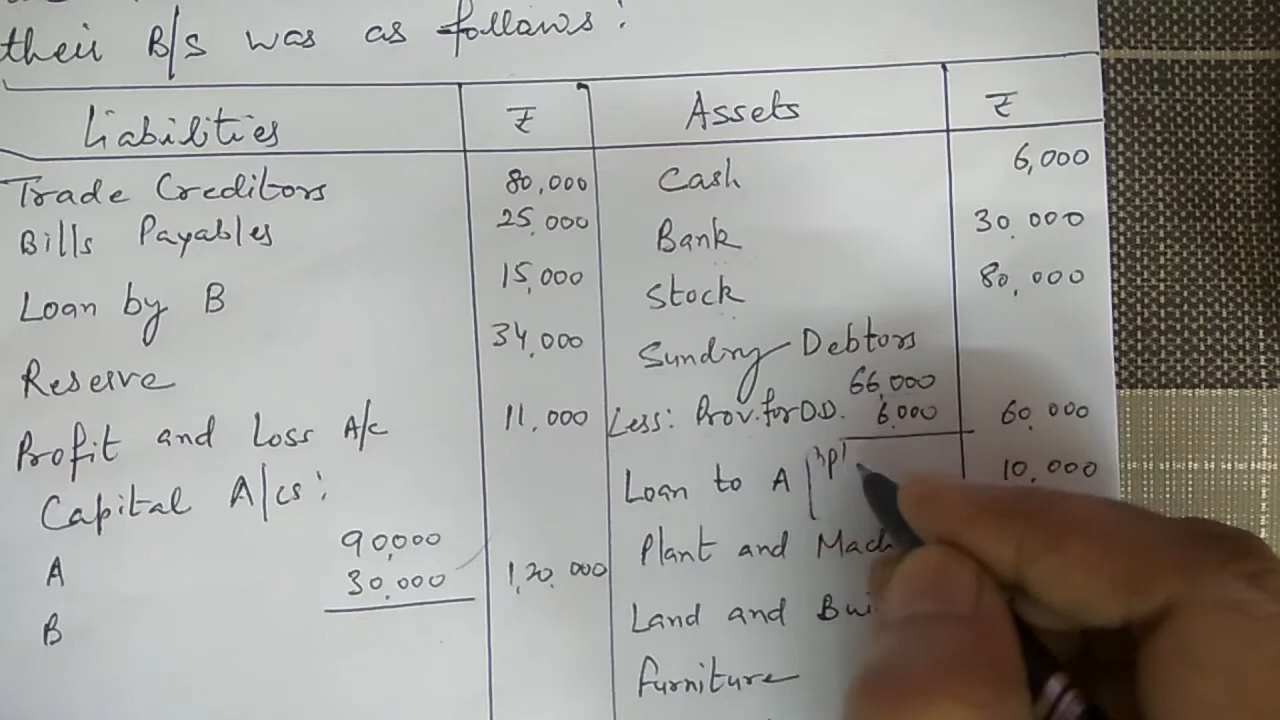 their B/s was as follows:
Liabilities ₹ Assets ₹
Trade Creditors 80,000 Cash 6,000
Bills Payables 25,000 Bank 30,000
Loan by B 15,000 Stock 80,000
Reserve 34,000 Sundry Debtors 66,000
Profit and Loss A/c 11,000 Less: Prov. for D.D. 6,000 60,000
Capital A/cs: Loan to A 10,000
A 90,000 Plant and
B 30,000 1,20,000 Land and
Furniture